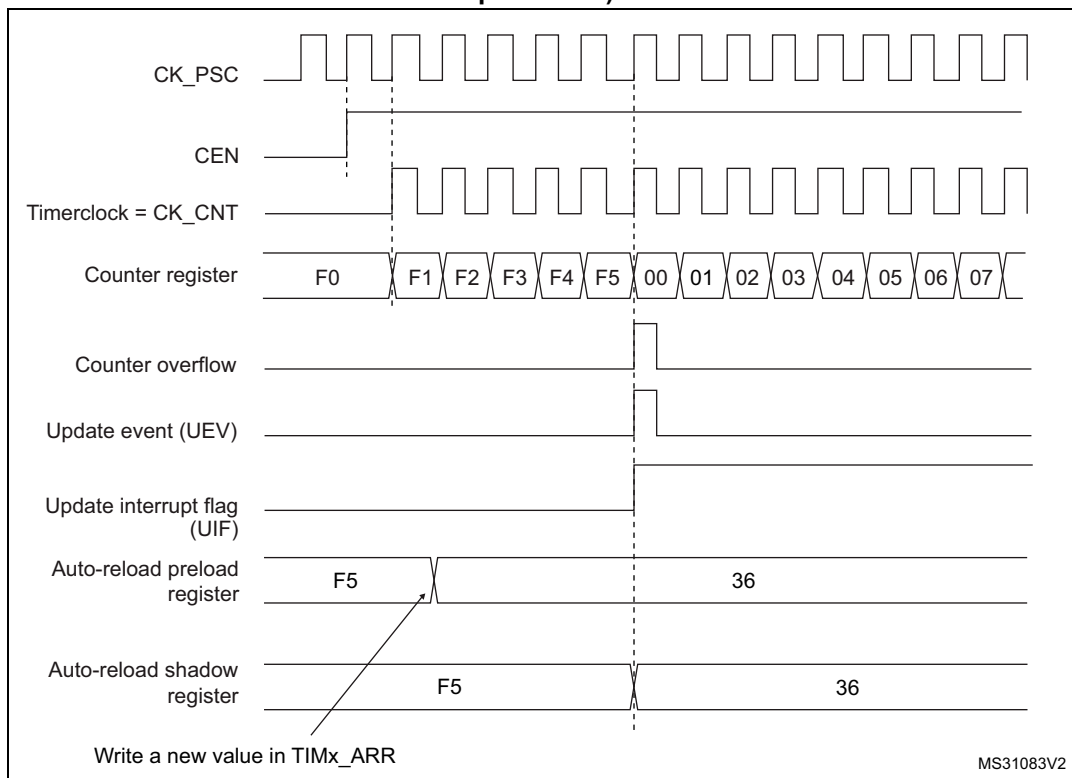 CK_PSC
CEN
Timerclock = CK_CNT
Counter register F0 F1 F2 F3 F4 F5 00 01 02 03 04 05 06 07
Counter overflow
Update event (UEV)
Update interrupt flag
(UIF)
Auto-reload preload
register
F5 36
Auto-reload shadow
register
F5 36
Write a new value in TIMx_ARR
MS31083V2